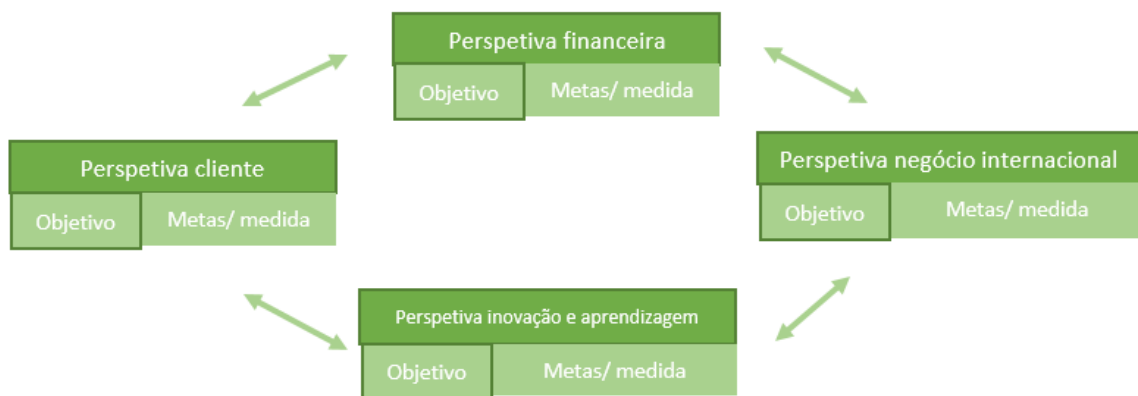 Perspetiva financeira
Objetivo Metas/ medida
Perspetiva cliente
Objetivo Metas/ medida
Perspetiva negócio internacional
Objetivo Metas/ medida
Perspetiva inovação e aprendizagem
Objetivo Metas/ medida